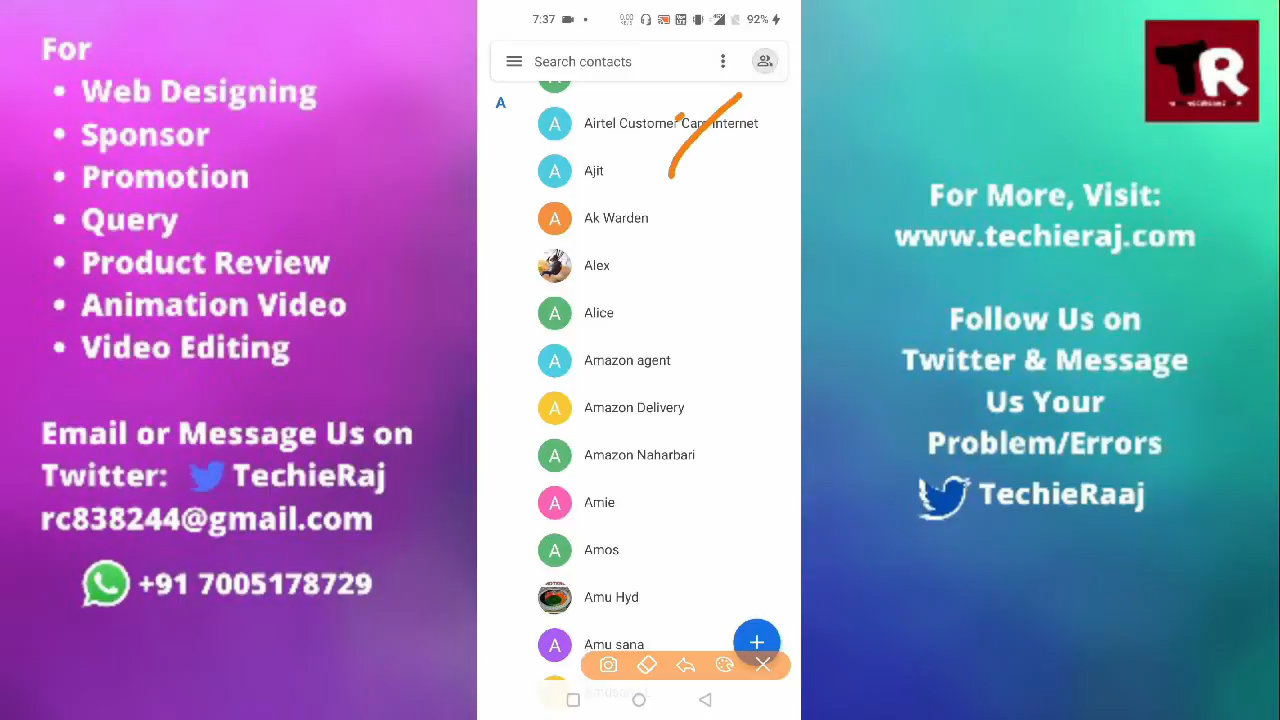 For
• Web Designing
• Sponsor
• Promotion
• Query
• Product Review
• Animation Video
• Video Editing
Email or Message Us on
Twitter: TechieRaj
rc838244@gmail.com
+91 7005178729
7:37
92%
Search contacts
A
A Airtel Customer Care Internet
A Ajit
A Ak Warden
Alex
A Alice
A Amazon agent
A Amazon Delivery
A Amazon Naharbari
A Amie
A Amos
Amu Hyd
A Amu sana
TR
For More, Visit:
www.techieraj.com
Follow Us on
Twitter & Message
Us Your
Problem/Errors
TechieRaaj